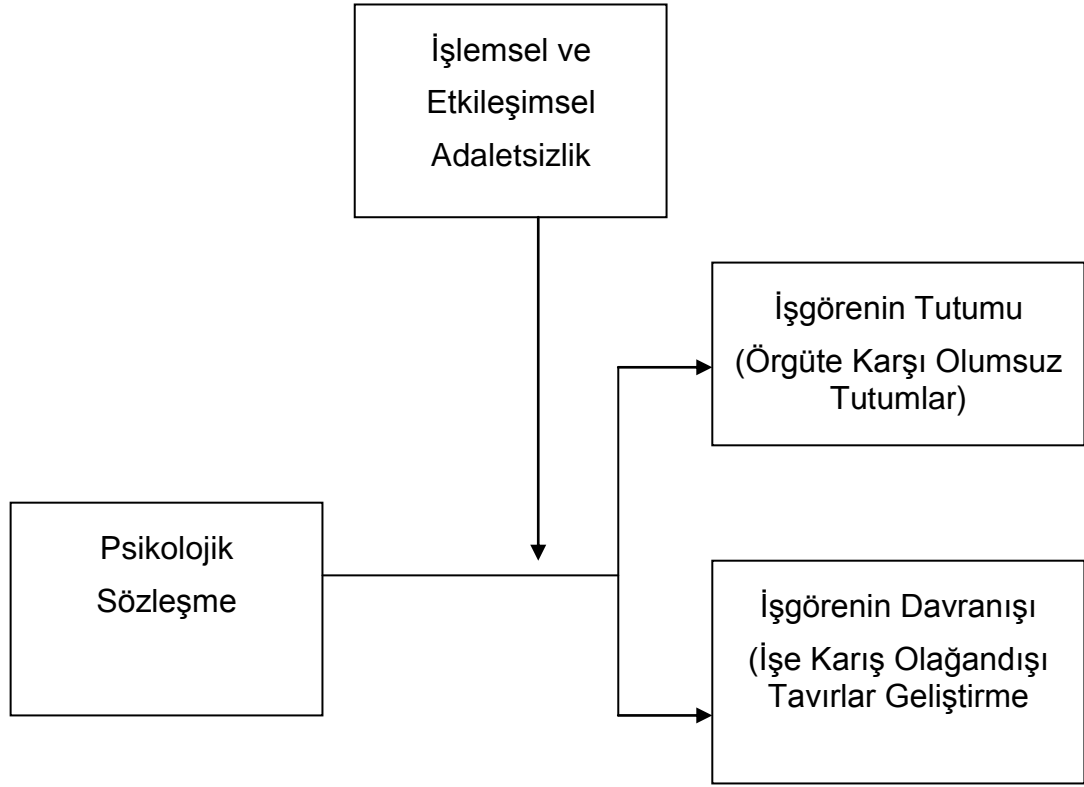 İşlemsel ve
Etkileşimsel
Adaletsizlik
İşgörenin Tutumu
(Örgüte Karşı Olumsuz
Tutumlar)
Psikolojik
Sözleşme
İşgörenin Davranışı
(İşe Karış Olağandışı
Tavırlar Geliştirme